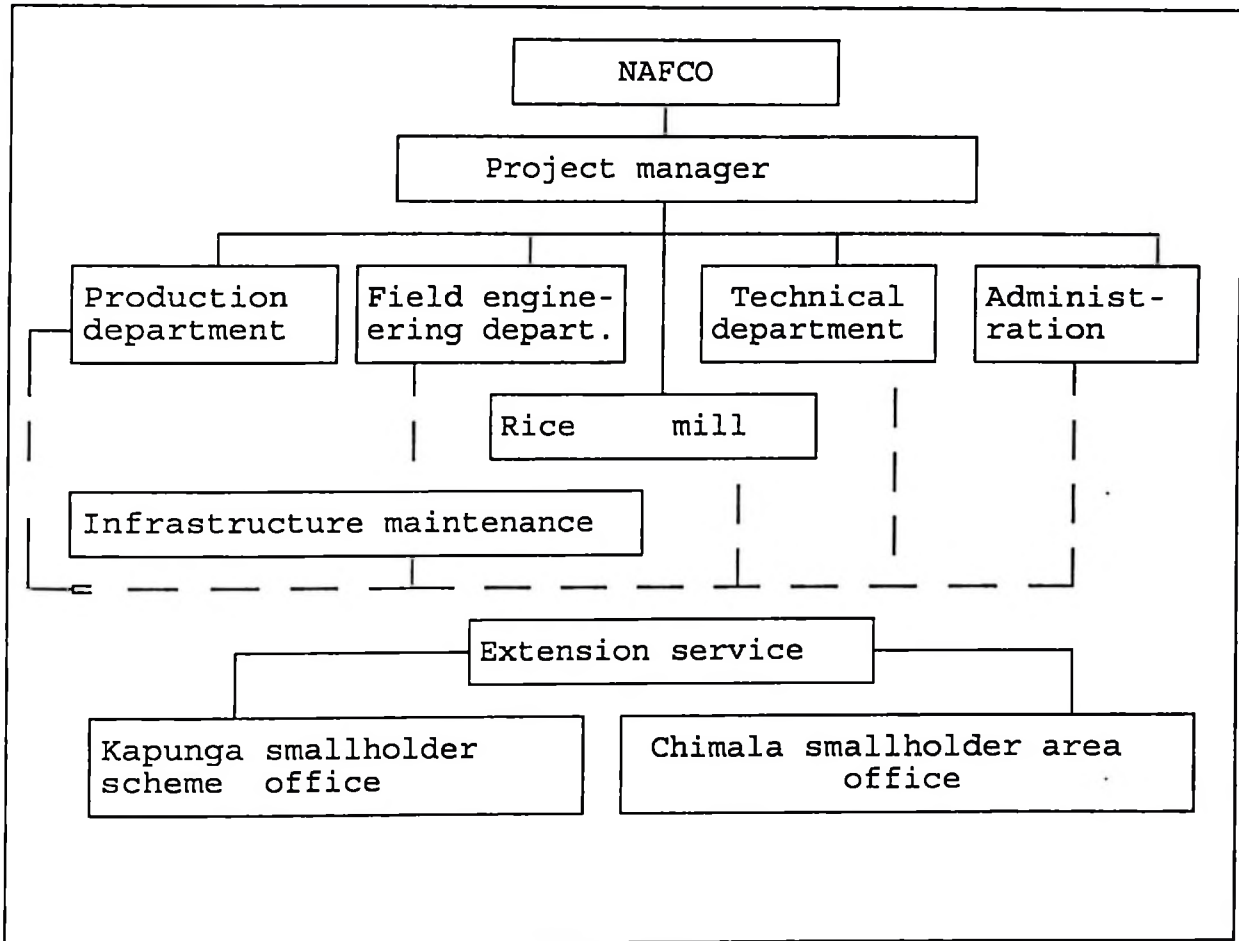 NAFCO
Project manager
Production
department
Field engine-
ering depart.
Technical
department
Administ-
ration
Rice mill
Infrastructure maintenance
Extension service
Kapunga smallholder
scheme office
Chimala smallholder area
office